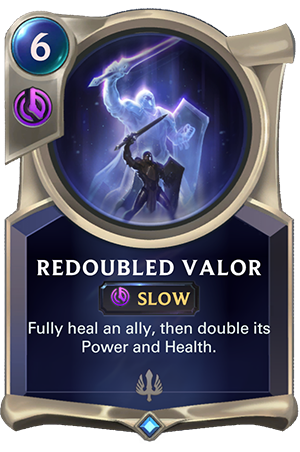 6
REDOUBLED VALOR
SLOW
Fully heal an ally, then double its
Power and Health.